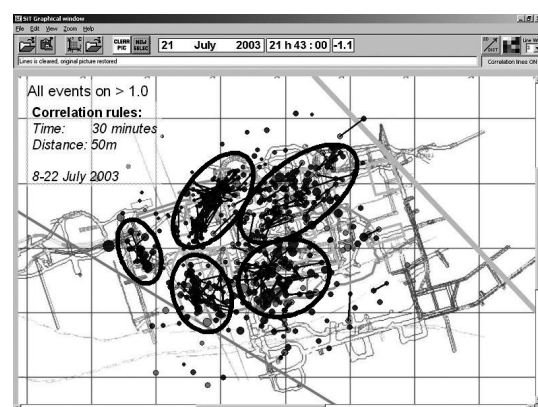 SIT Graphical window
File Edit View Zoom Help
CLERR NEW
PIC SELEC
21 July 2003 21 h 43 : 00 -1.1
Lines is cleared, original picture restored
Correlation lines ON
All events on > 1.0
Correlation rules:
Time: 30 minutes
Distance: 50m
8-22 July 2003